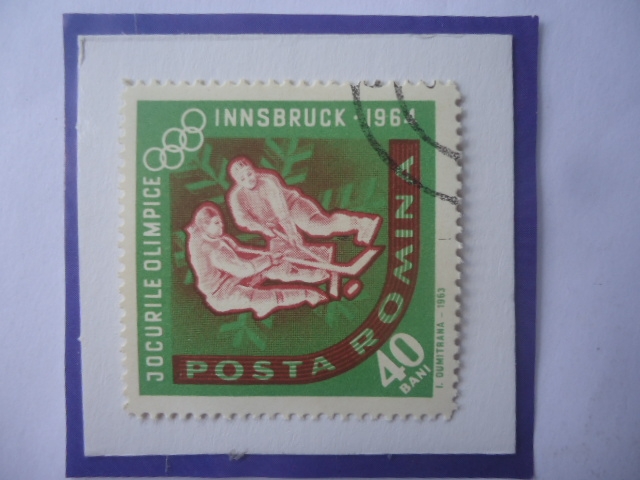 INNSBRUCK · 1964
JOCURILE OLIMPICE
POSTA ROMINA
40
BANI
I. DUMITRANA - 1963